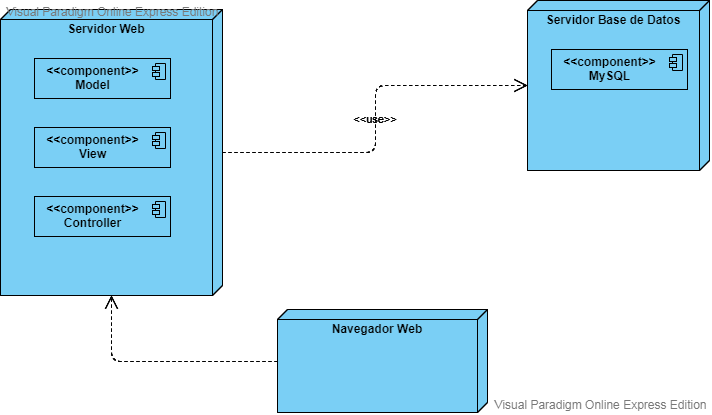 Visual Paradigm Online Express Edition
Servidor Web
<<component>>
Model
<<component>>
View
<<component>>
Controller
<<use>>
Servidor Base de Datos
<<component>>
MySQL
Navegador Web
Visual Paradigm Online Express Edition